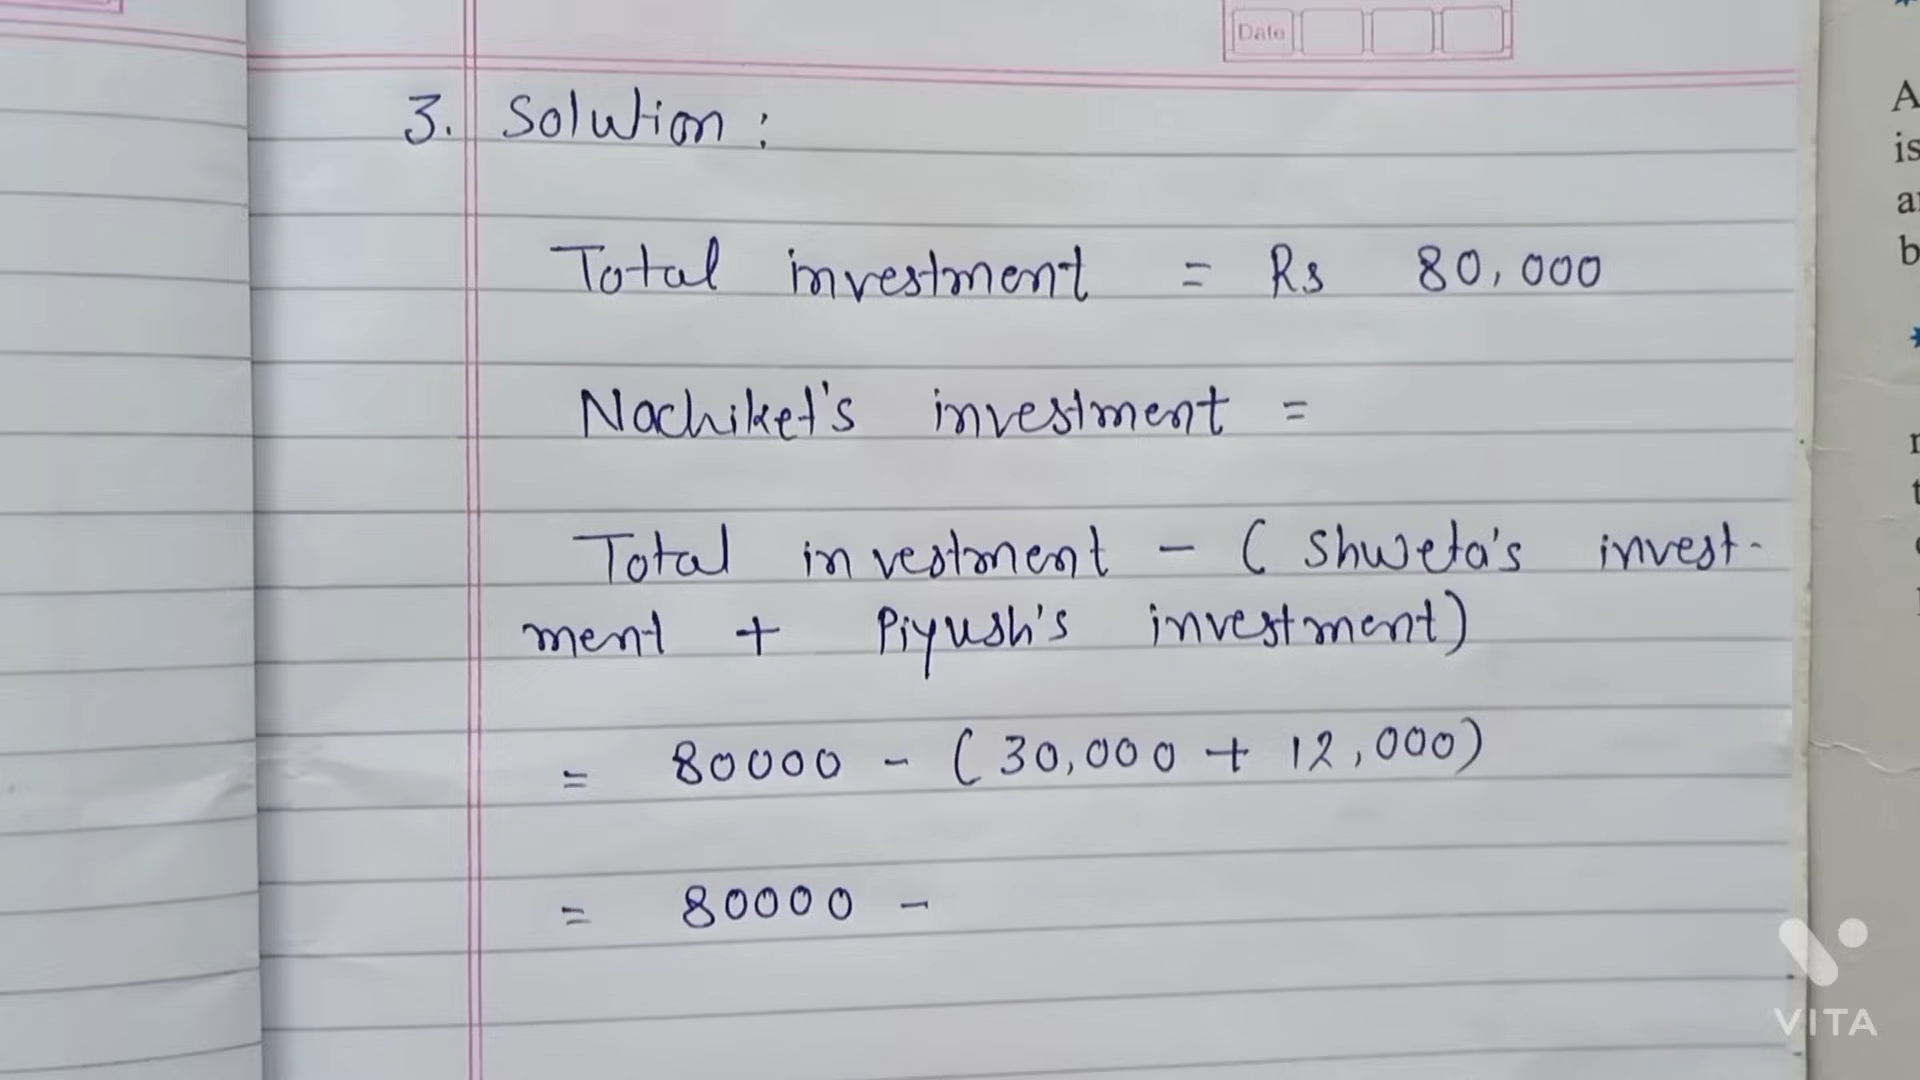 Date
3. Solution :
Total investment = Rs 80,000
Nachiket's investment =
Total investment - ( Shweta's invest-
ment + Piyush's investment)
= 80000 - ( 30,000 + 12,000)
= 80000 -
A
is
b
VITA